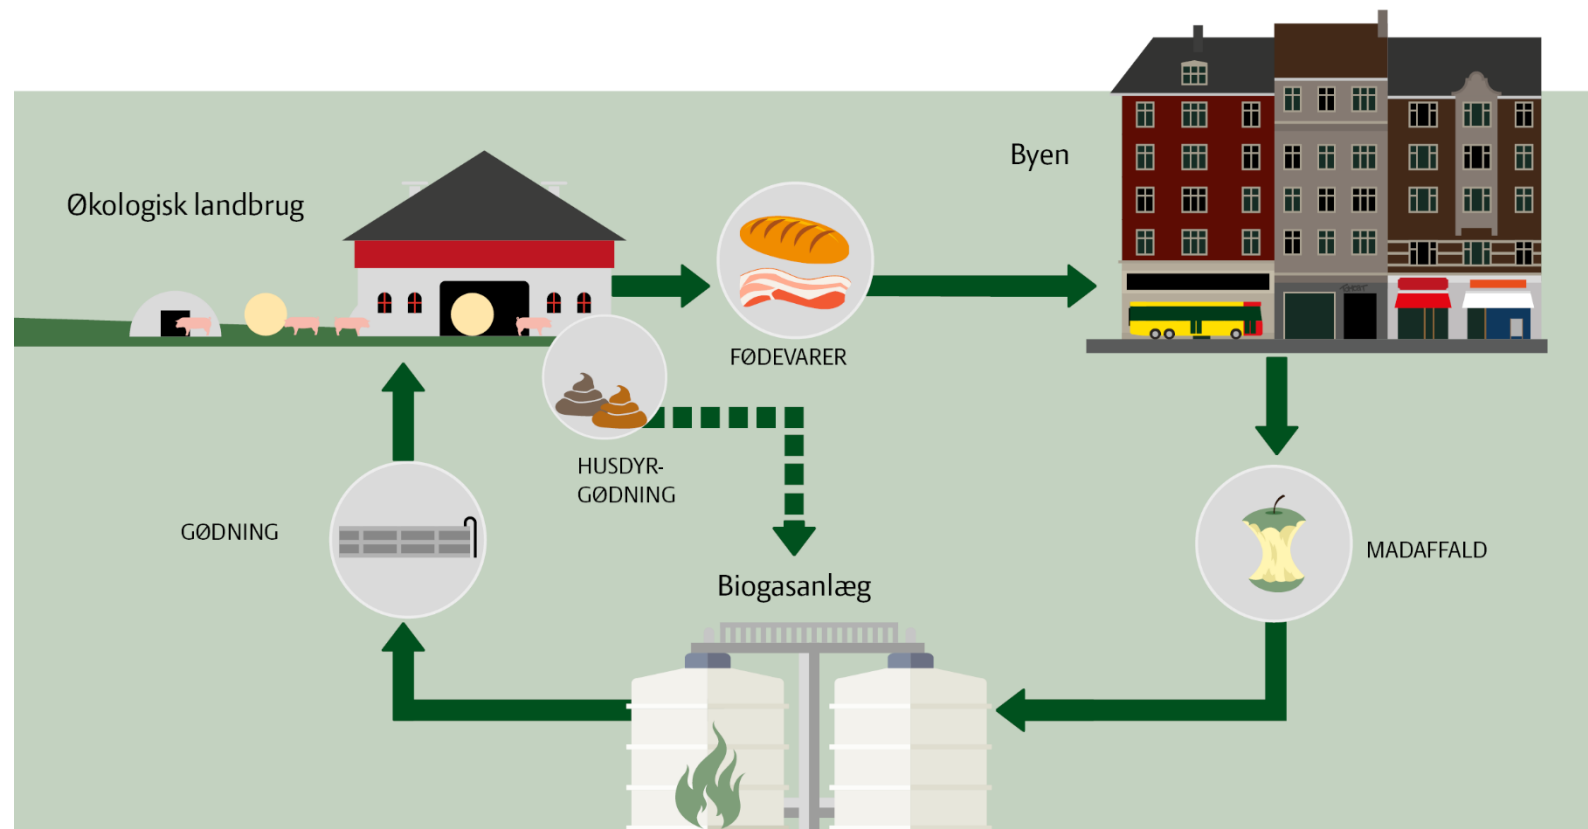 Byen
Økologisk landbrug
FØDEVARER
HUSDYR-
GØDNING
GØDNING
MADAFFALD
Biogasanlæg